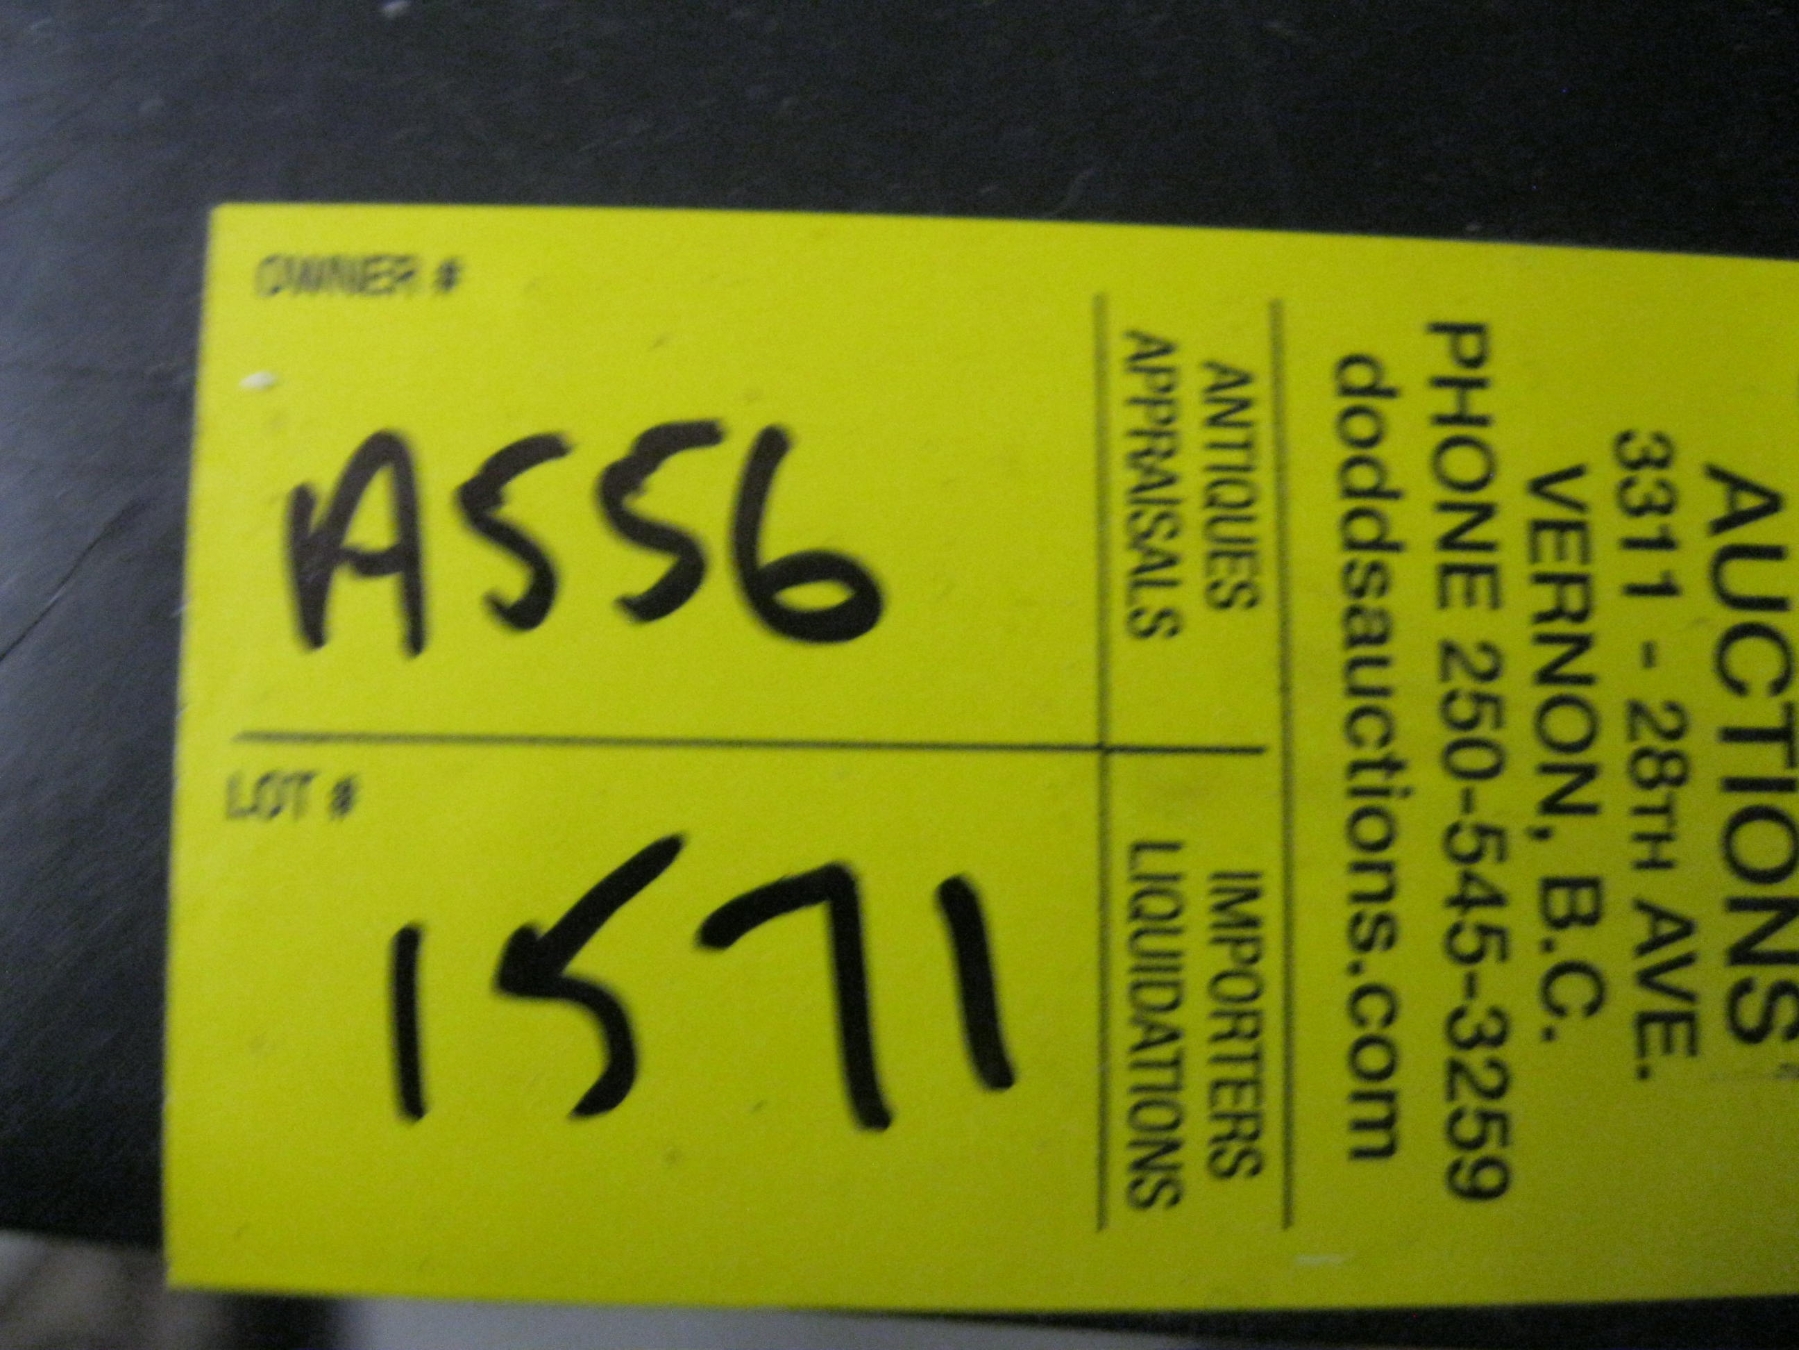 OWNER #
A556
LOT #
1571
AUCTIONS
3311 - 28TH AVE.
VERNON, B.C.
PHONE 250-545-3259
doddsauctions.com
ANTIQUES IMPORTERS
APPRAISALS LIQUIDATIONS